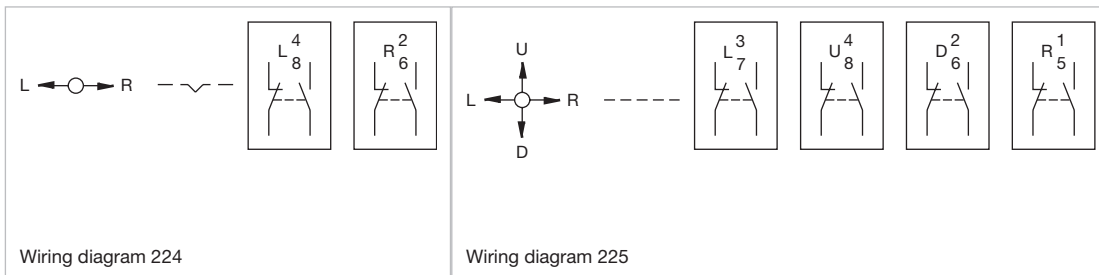 L R
L 4 8
R 2 6
Wiring diagram 224
U
L R
D
L 3 7
U 4 8
D 2 6
R 1 5
Wiring diagram 225